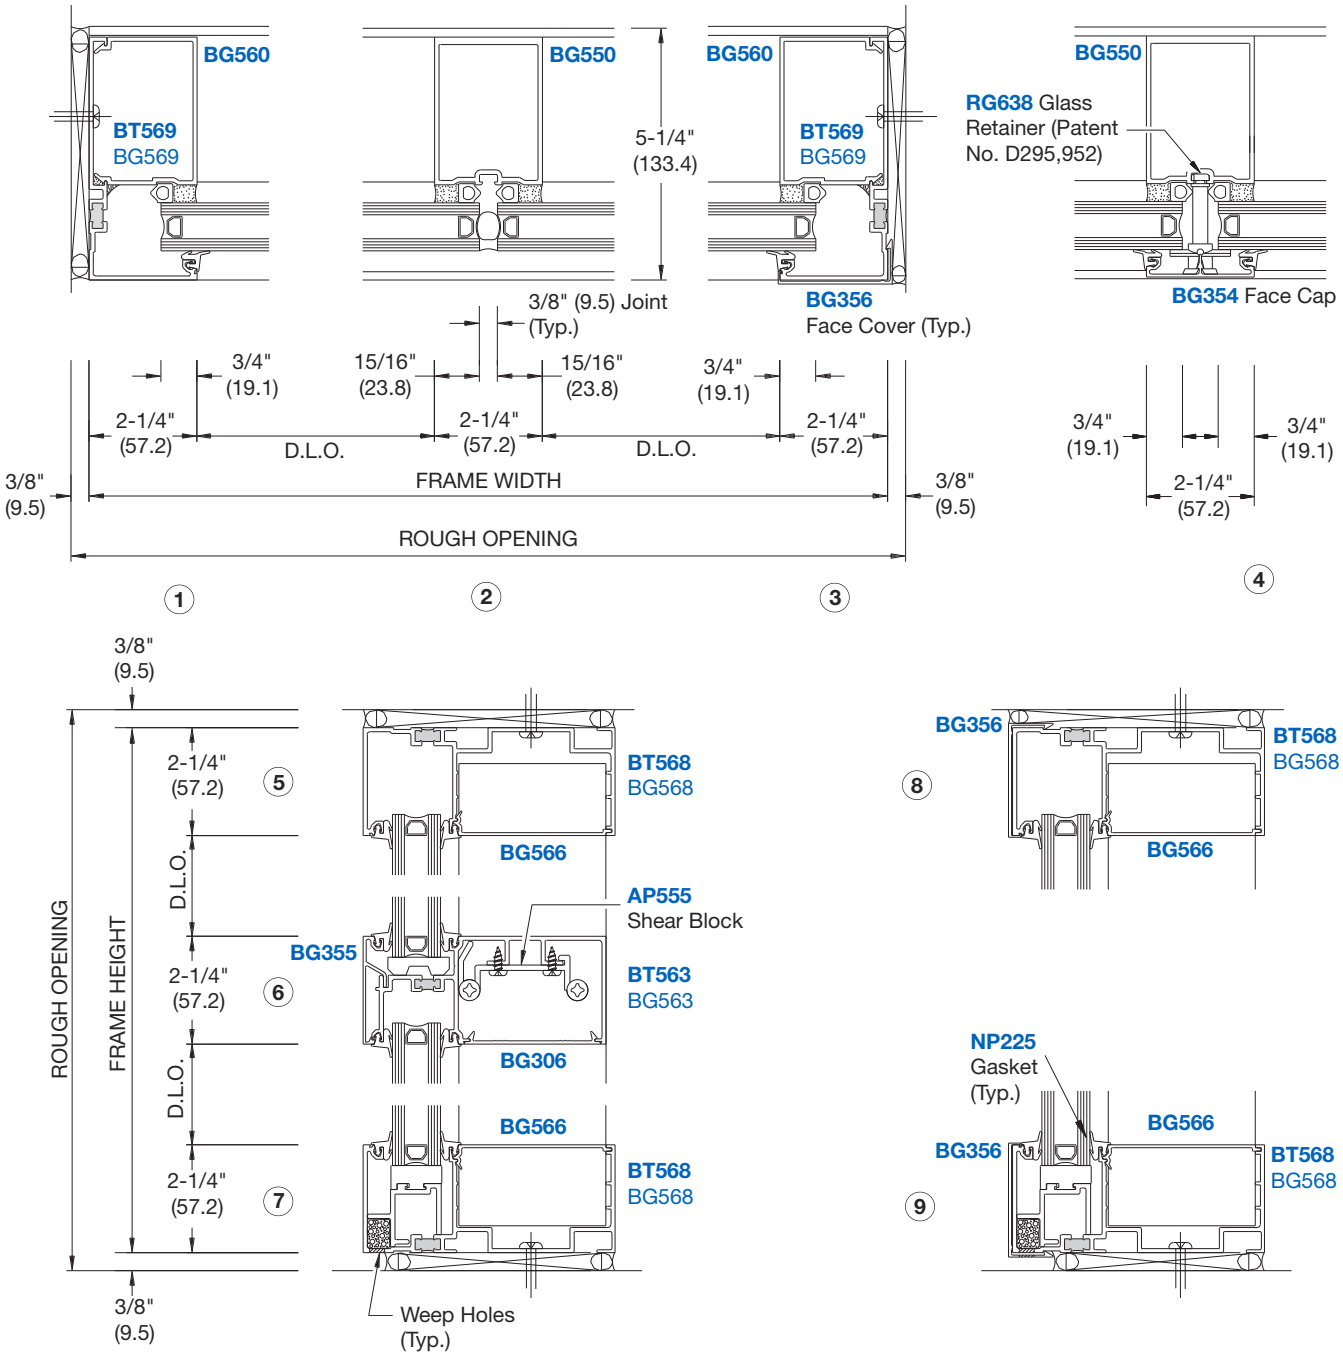 BG560
BG550
BG560
BG550
BT569
BG569
5-1/4"
(133.4)
BT569
BG569
RG638 Glass
Retainer (Patent
No. D295,952)
3/8" (9.5) Joint
(Typ.)
BG356
Face Cover (Typ.)
BG354 Face Cap
3/4"
(19.1)
15/16"
(23.8)
15/16"
(23.8)
3/4"
(19.1)
2-1/4"
(57.2)
D.L.O.
2-1/4"
(57.2)
D.L.O.
2-1/4"
(57.2)
3/4"
(19.1)
3/4"
(19.1)
2-1/4"
(57.2)
3/8"
(9.5)
FRAME WIDTH
3/8"
(9.5)
ROUGH OPENING
1
2
3
4
3/8"
(9.5)
ROUGH OPENING
FRAME HEIGHT
2-1/4"
(57.2)
5
BT568
BG568
BG566
D.L.O.
AP555
Shear Block
BG355
2-1/4"
(57.2)
6
BT563
BG563
BG306
D.L.O.
BG566
2-1/4"
(57.2)
7
BT568
BG568
3/8"
(9.5)
Weep Holes
(Typ.)
BG356
BT568
BG568
8
BG566
NP225
Gasket
(Typ.)
BG566
BG356
BT568
BG568
9